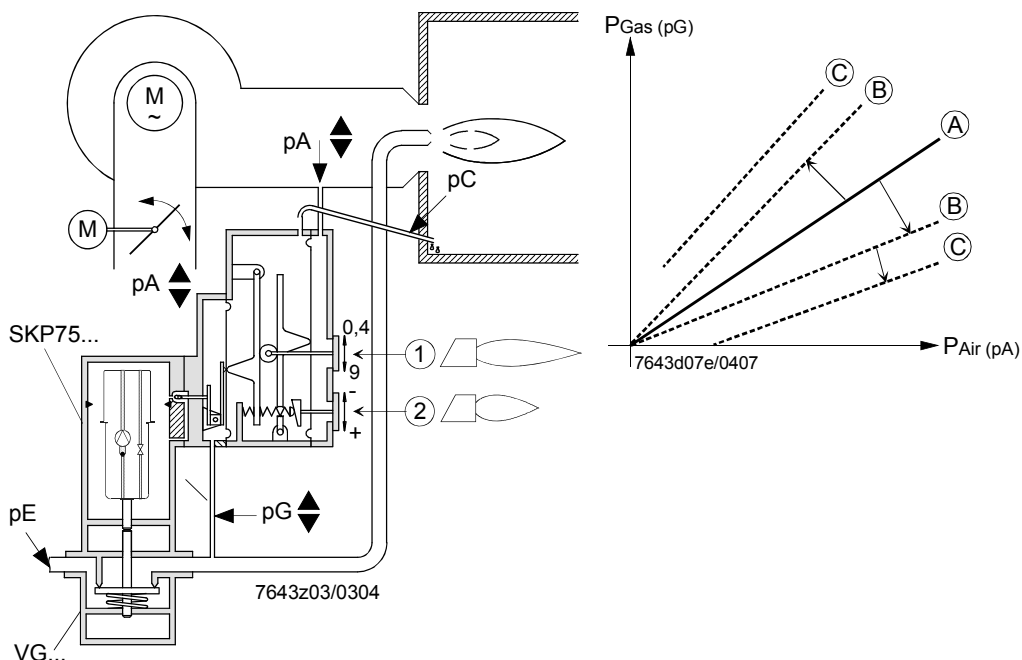 M
~
M
pA
pC
pA
SKP75...
0,4
9
-
+
1
2
pE
pG
7643z03/0304
VG...
PGas (pG)
C
B
A
B
C
PAir (pA)
7643d07e/0407